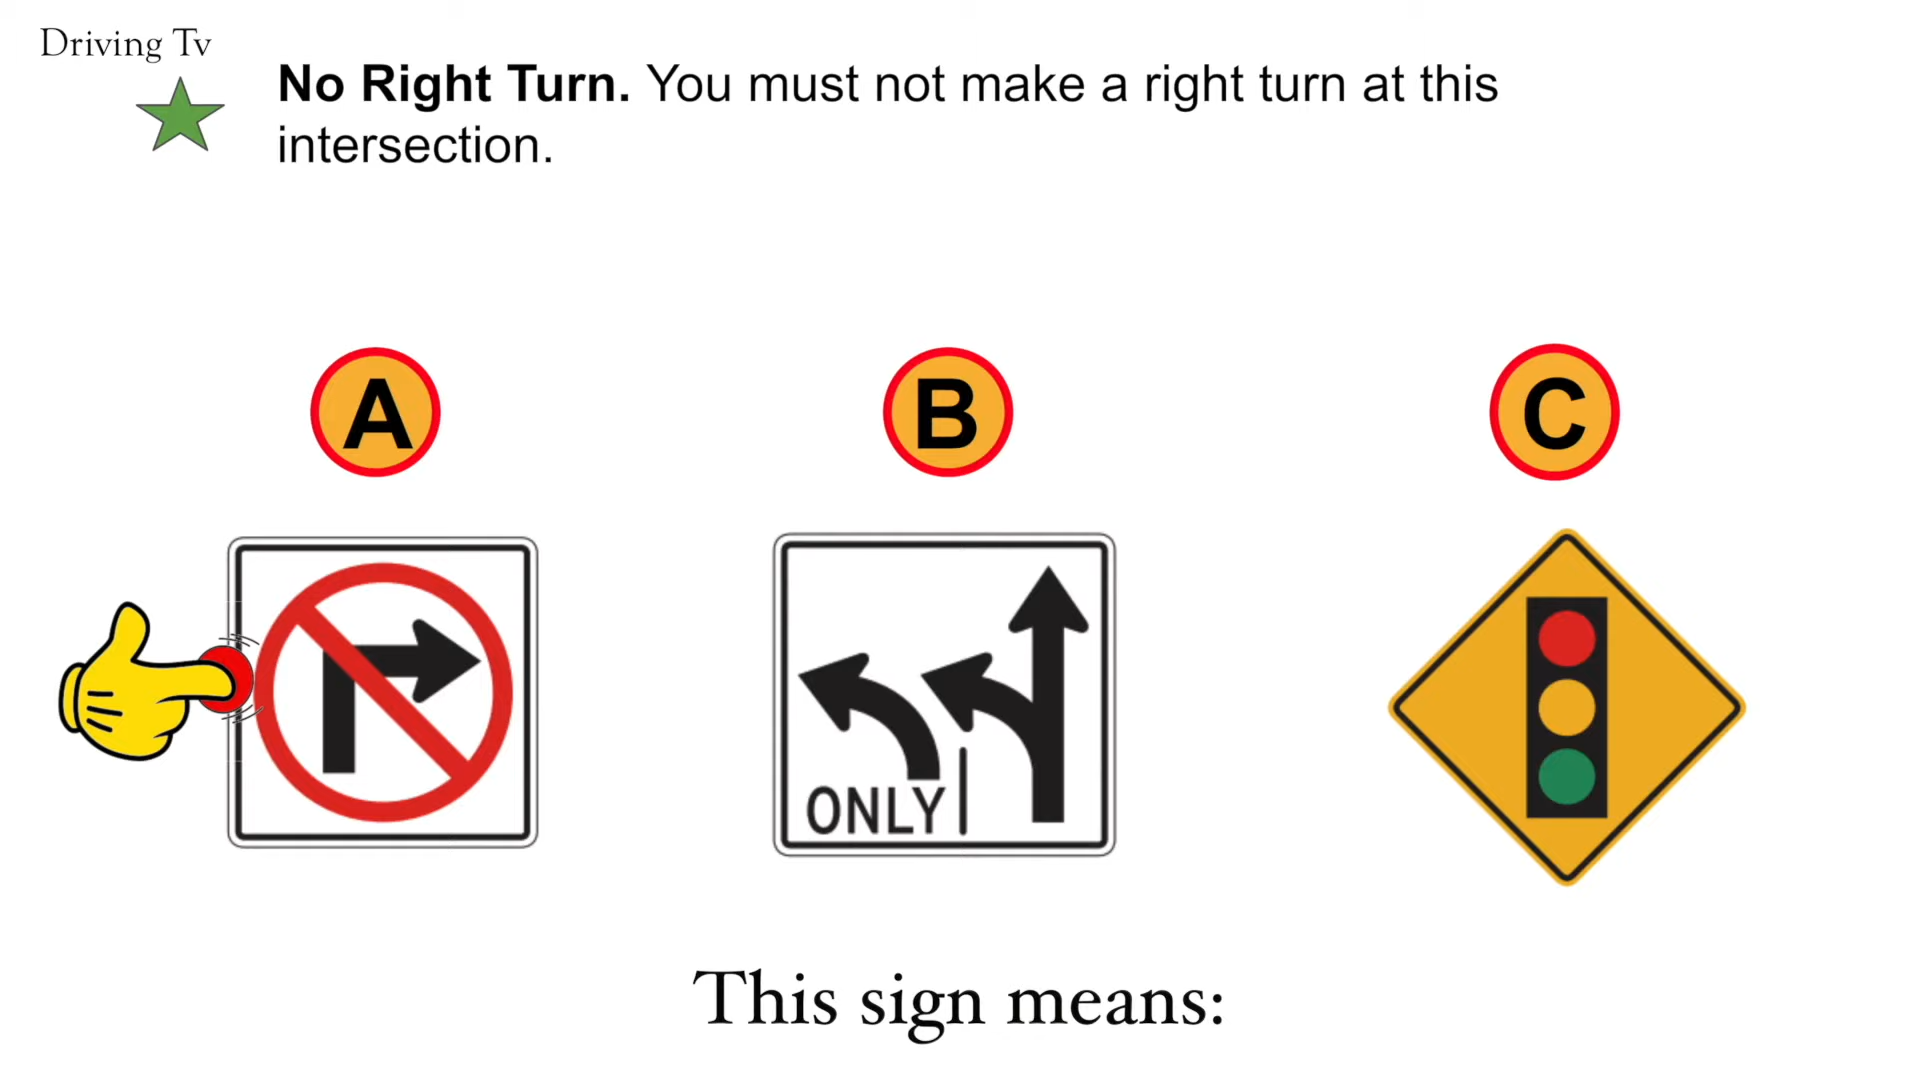 Driving Tv
No Right Turn. You must not make a right turn at this
intersection.
A
B
C
ONLY
This sign means: